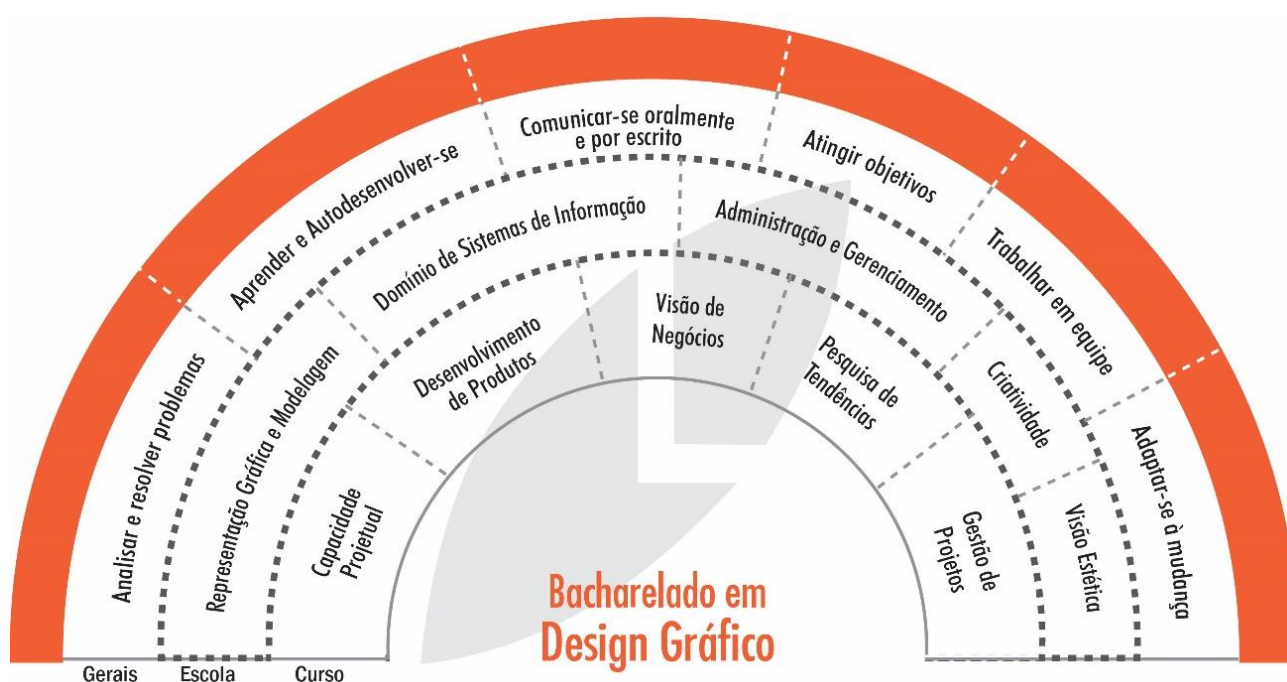 Analisar e resolver problemas
Aprender e Autodesenvolver-se
Comunicar-se oralmente
e por escrito
Atingir objetivos
Trabalhar em equipe
Adaptar-se à mudança
Representação Gráfica e Modelagem
Domínio de Sistemas de Informação
Administração e Gerenciamento
Criatividade
Visão Estética
Capacidade
Projetual
Desenvolvimento
de Produtos
Visão de
Negócios
Pesquisa de
Tendências
Gestão de
Projetos
Bacharelado em
Design Gráfico
Gerais
Escola
Curso